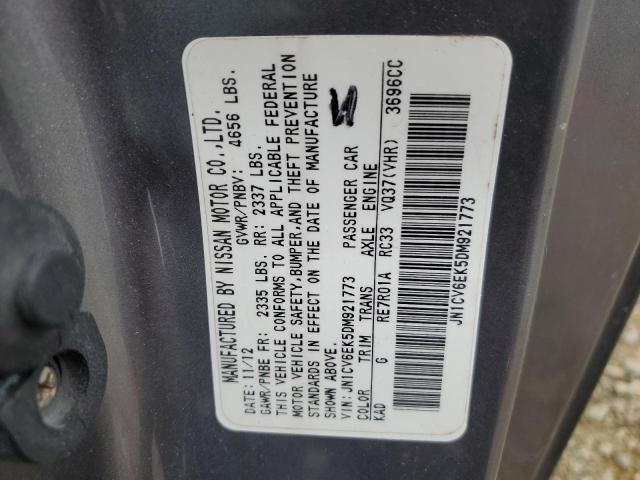 MANUFACTURED BY NISSAN MOTOR CO.,LTD.
DATE: 11/12 GVWR/PNBV: 4656 LBS.
GAWR/PNBE FR: 2335 LBS. RR: 2337 LBS.
THIS VEHICLE CONFORMS TO ALL APPLICABLE FEDERAL
MOTOR VEHICLE SAFETY,BUMPER,AND THEFT PREVENTION
STANDARDS IN EFFECT ON THE DATE OF MANUFACTURE
SHOWN ABOVE.
VIN:JN1CV6EK5DM921773 PASSENGER CAR
COLOR TRIM TRANS AXLE ENGINE
KAD G RE7R01A RC33 VQ37(VHR) 3696CC
JN1CV6EK5DM921773